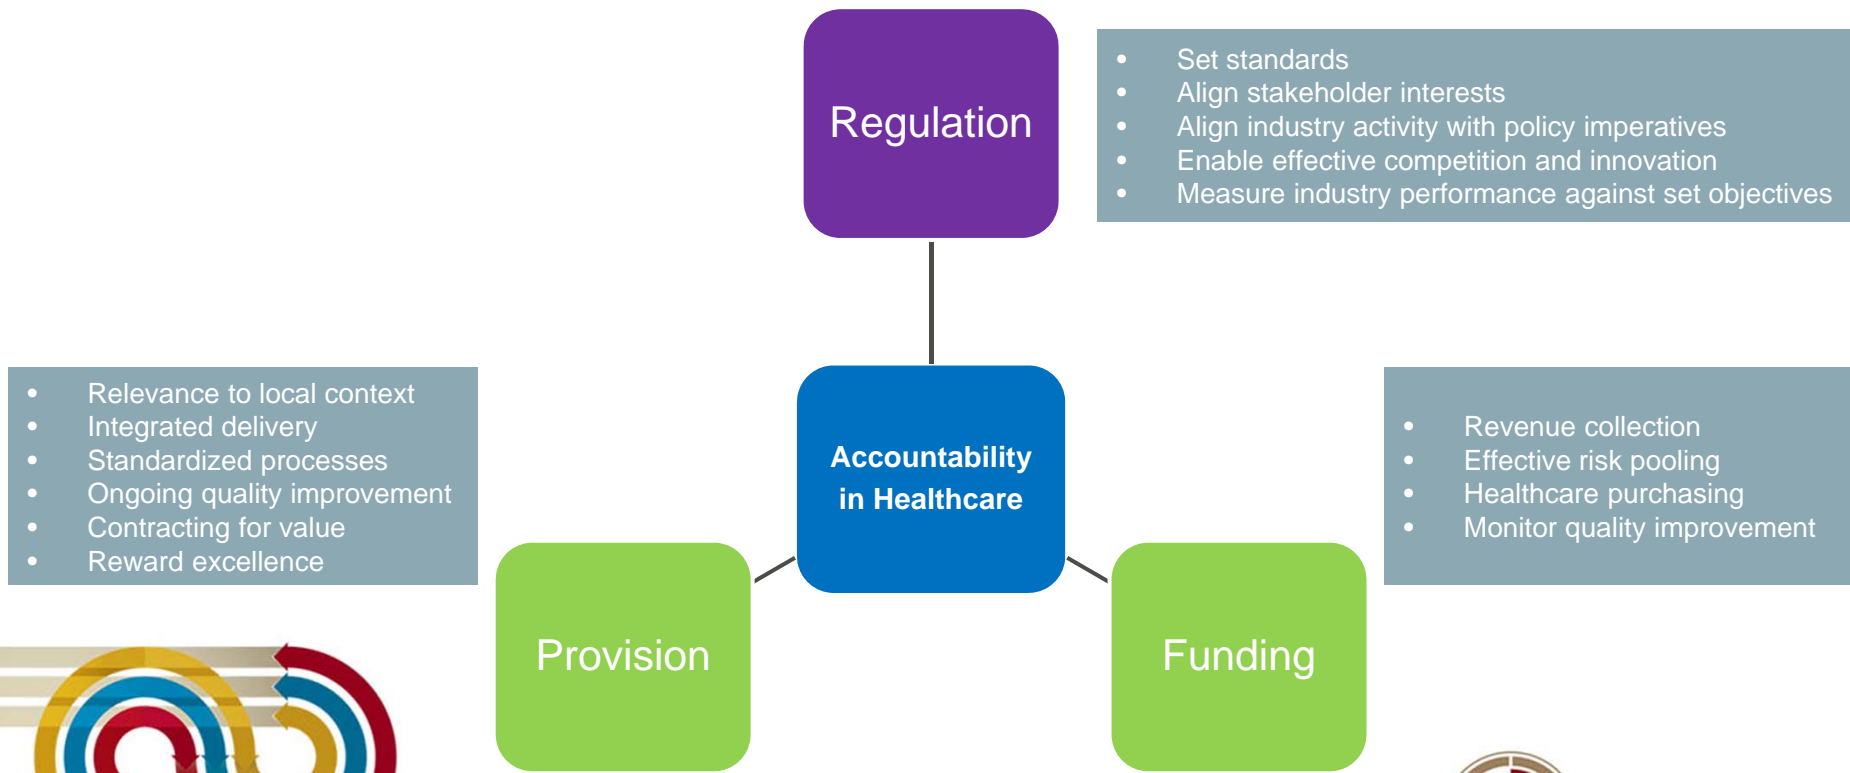 Regulation
• Set standards
• Align stakeholder interests
• Align industry activity with policy imperatives
• Enable effective competition and innovation
• Measure industry performance against set objectives
• Relevance to local context
• Integrated delivery
• Standardized processes
• Ongoing quality improvement
• Contracting for value
• Reward excellence
Accountability
in Healthcare
• Revenue collection
• Effective risk pooling
• Healthcare purchasing
• Monitor quality improvement
Provision
Funding